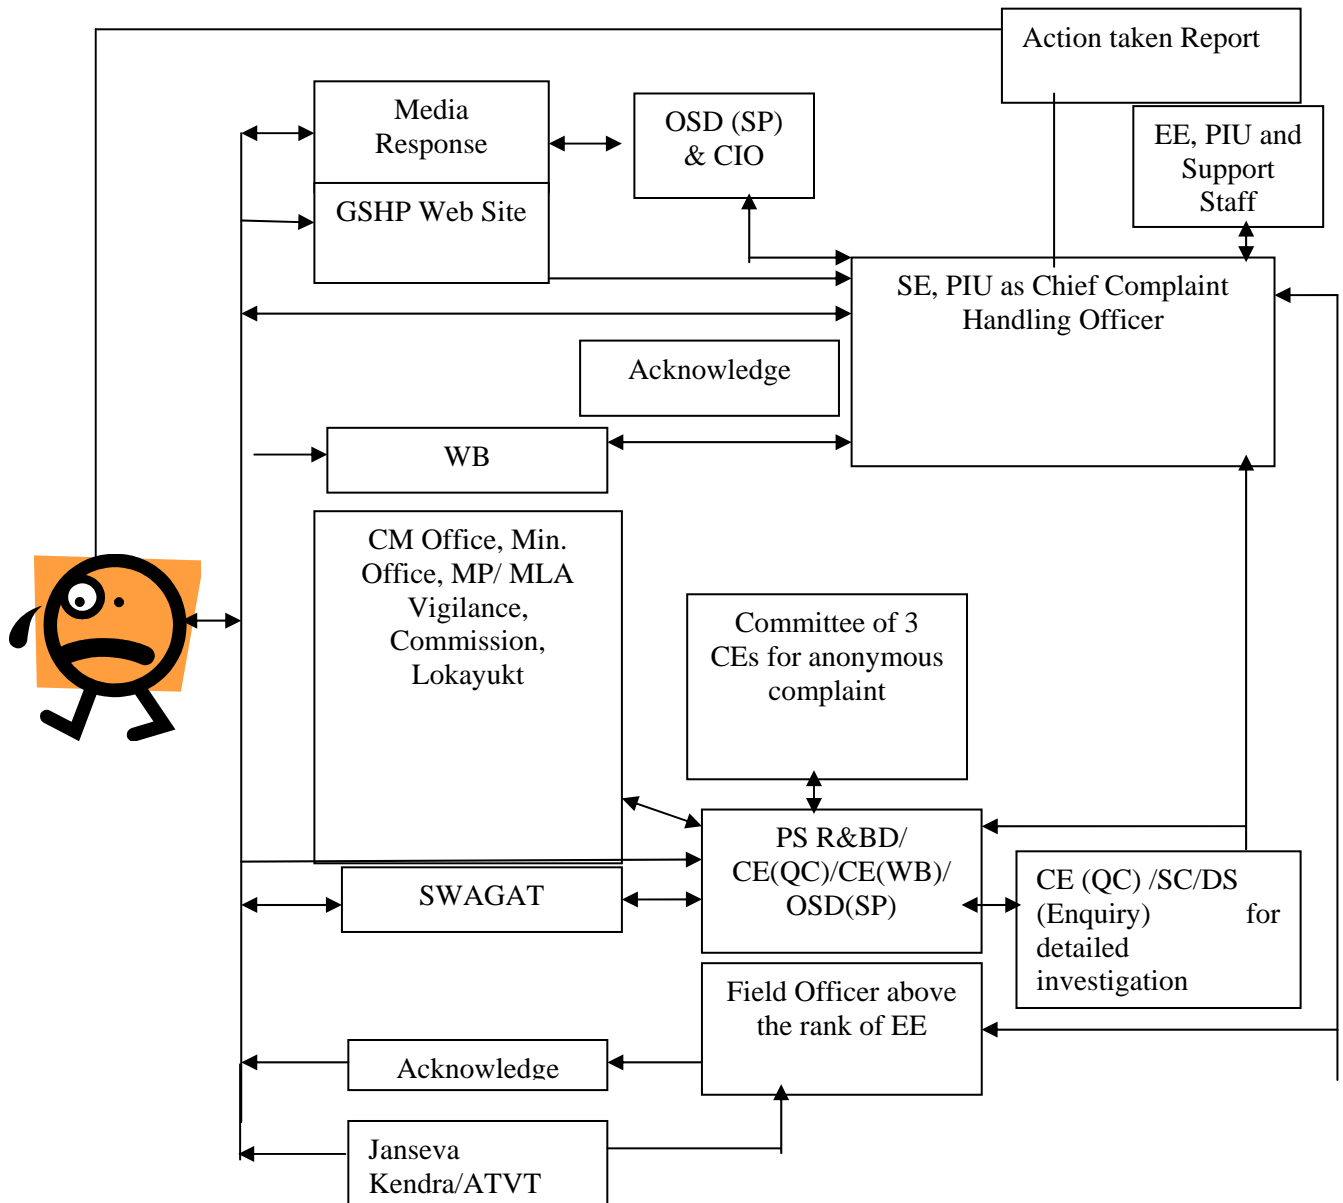 Action taken Report
Media
Response
OSD (SP)
& CIO
EE, PIU and
Support
Staff
GSHP Web Site
SE, PIU as Chief Complaint
Handling Officer
Acknowledge
WB
CM Office, Min.
Office, MP/ MLA
Vigilance,
Commission,
Lokayukt
Committee of 3
CEs for anonymous
complaint
PS R&BD/
CE(QC)/CE(WB)/
OSD(SP)
SWAGAT
CE (QC) /SC/DS
(Enquiry) for
detailed
investigation
Field Officer above
the rank of EE
Acknowledge
Janseva
Kendra/ATVT